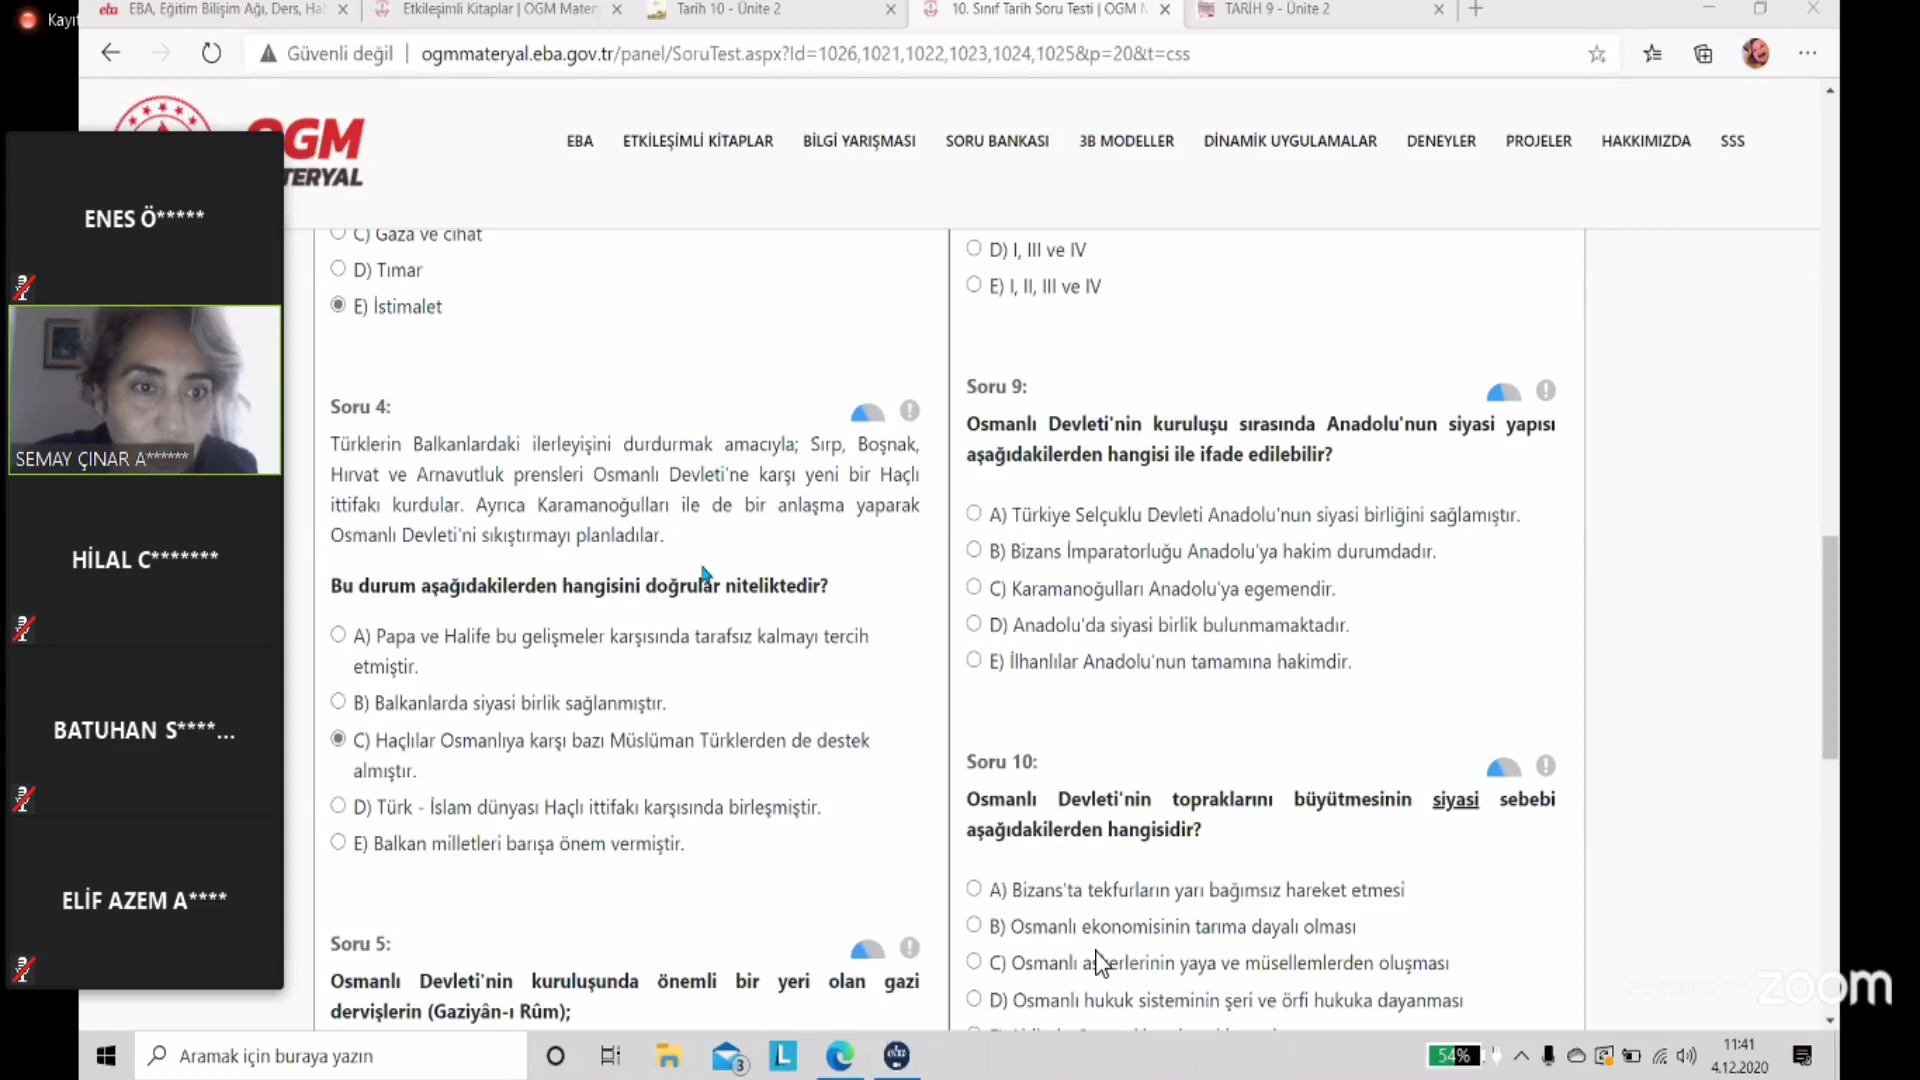 Kayıt
EBA, Eğitim Bilişim Ağı, Ders, Hab
Etkileşimli Kitaplar | OGM Mater
Tarih 10 - Ünite 2
10. Sınıf Tarih Soru Testi | OGM M
TARİH 9 - Ünite 2
Güvenli değil
ogmmateryal.eba.gov.tr/panel/SoruTest.aspx?Id=1026,1021,1022,1023,1024,1025&p=20&t=css
OGM
TERYAL
EBA ETKİLEŞİMLİ KİTAPLAR BİLGİ YARIŞMASI SORU BANKASI 3B MODELLER DİNAMİK UYGULAMALAR DENEYLER PROJELER HAKKIMIZDA SSS
ENES Ö*****
SEMAY ÇINAR A******
HİLAL C*******
BATUHAN S****...
ELİF AZEM A****
C) Gaza ve cihat
D) Tımar
E) İstimalet
Soru 4:
Türklerin Balkanlardaki ilerleyişini durdurmak amacıyla; Sırp, Boşnak,
Hırvat ve Arnavutluk prensleri Osmanlı Devleti'ne karşı yeni bir Haçlı
ittifakı kurdular. Ayrıca Karamanoğulları ile de bir anlaşma yaparak
Osmanlı Devleti'ni sıkıştırmayı planladılar.
Bu durum aşağıdakilerden hangisini doğrular niteliktedir?
A) Papa ve Halife bu gelişmeler karşısında tarafsız kalmayı tercih
etmiştir.
B) Balkanlarda siyasi birlik sağlanmıştır.
C) Haçlılar Osmanlıya karşı bazı Müslüman Türklerden de destek
almıştır.
D) Türk - İslam dünyası Haçlı ittifakı karşısında birleşmiştir.
E) Balkan milletleri barışa önem vermiştir.
Soru 5:
Osmanlı Devleti'nin kuruluşunda önemli bir yeri olan gazi
dervişlerin (Gaziyân-ı Rûm);
D) I, III ve IV
E) I, II, III ve IV
Soru 9:
Osmanlı Devleti'nin kuruluşu sırasında Anadolu'nun siyasi yapısı
aşağıdakilerden hangisi ile ifade edilebilir?
A) Türkiye Selçuklu Devleti Anadolu'nun siyasi birliğini sağlamıştır.
B) Bizans İmparatorluğu Anadolu'ya hakim durumdadır.
C) Karamanoğulları Anadolu'ya egemendir.
D) Anadolu'da siyasi birlik bulunmamaktadır.
E) İlhanlılar Anadolu'nun tamamına hakimdir.
Soru 10:
Osmanlı Devleti'nin topraklarını büyütmesinin siyasi sebebi
aşağıdakilerden hangisidir?
A) Bizans'ta tekfurların yarı bağımsız hareket etmesi
B) Osmanlı ekonomisinin tarıma dayalı olması
C) Osmanlı askerlerinin yaya ve müsellemlerden oluşması
D) Osmanlı hukuk sisteminin şeri ve örfi hukuka dayanması
POWERED BY zoom
Aramak için buraya yazın
3
L
eba
54%
11:41
4.12.2020